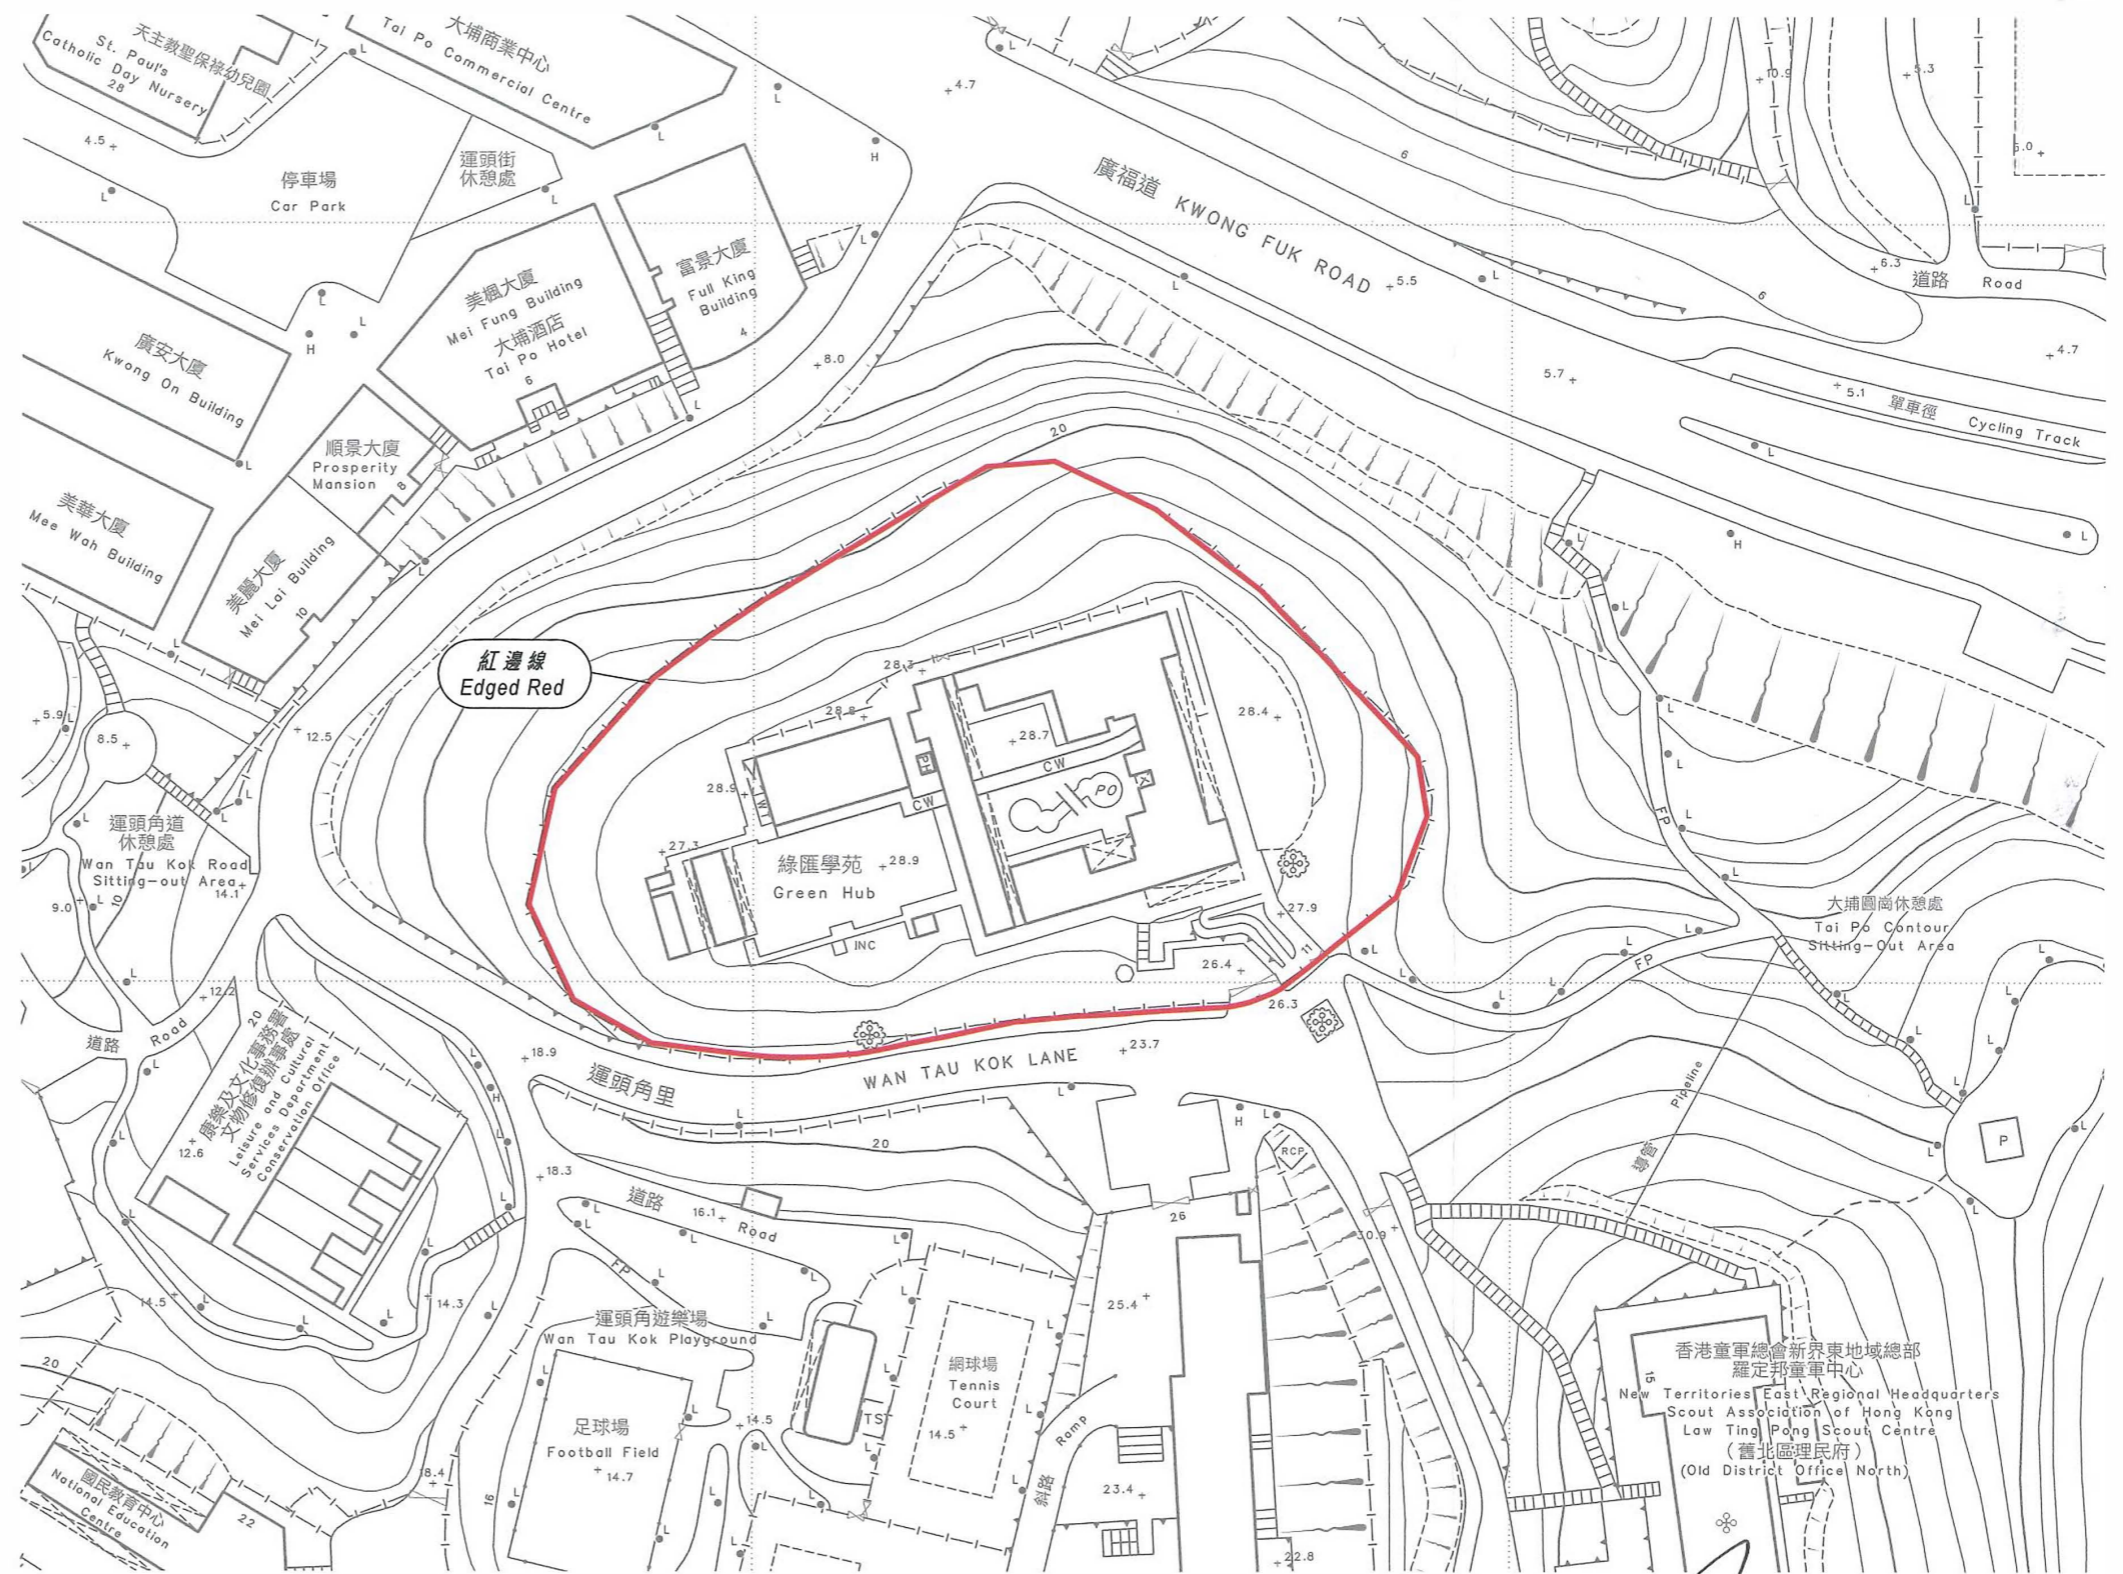 天主教聖保祿幼兒園
St. Paul's
Catholic Day Nursery
28
大埔商業中心
Tai Po Commercial Centre
4.5
停車場
Car Park
運頭街
休憩處
4.7
廣福道 KWONG FUK ROAD
5.5
6
10.9
5.3
6.0
6.3
道路 Road
6
4.7
5.7
5.1
單車徑 Cycling Track
富景大廈
Full King
Building
4
美楓大廈
Mei Fung Building
大埔酒店
Tai Po Hotel
6
8.0
廣安大廈
Kwong On Building
順景大廈
Prosperity
Mansion
8
美華大廈
Mee Wah Building
美麗大廈
Mei Lai Building
10
20
紅邊線
Edged Red
5.9
8.5
12.5
運頭角道
休憩處
Wan Tau Kok Road
Sitting-out Area
14.1
9.0
10
28.3
28.8
28.9
28.7
28.4
PH
CW
CW
PO
27.3
綠匯學苑
Green Hub
28.9
INC
27.9
11
26.4
26.3
FP
FP
大埔圓崗休憩處
Tai Po Contour
Sitting-Out Area
12.2
道路 Road
18.9
運頭角里 WAN TAU KOK LANE
23.7
20
康樂及文化事務署
文物修復辦事處
Leisure and Cultural
Services Department
Conservation Office
12.6
18.3
20
道路 Road
16.1
FP
RCP
26
30.9
導管 Pipeline
P
14.5
14.3
運頭角遊樂場
Wan Tau Kok Playground
25.4
網球場
Tennis
Court
14.5
足球場
Football Field
14.7
14.5
TS
斜路 Ramp
23.4
22.8
20
18.4
16
22
國民教育中心
National Education
Centre
香港童軍總會新界東地域總部
羅定邦童軍中心
15
New Territories East Regional Headquarters
Scout Association of Hong Kong
Law Ting Pong Scout Centre
(舊北區理民府)
(Old District Office North)